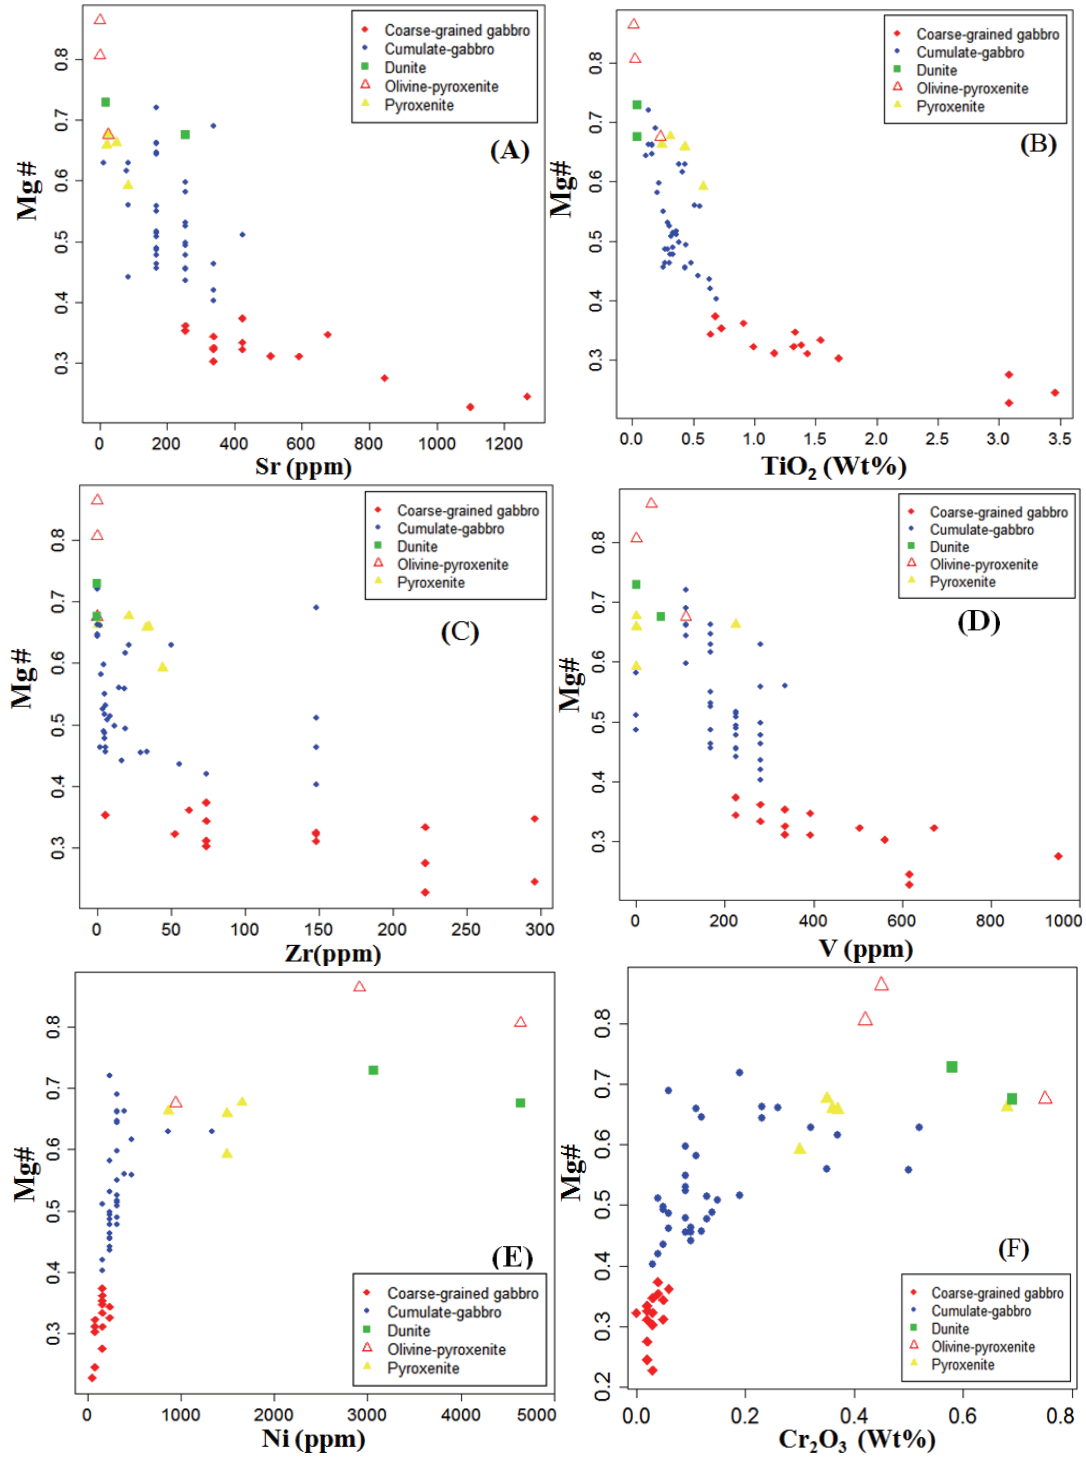 Coarse-grained gabbro
Cumulate-gabbro
Dunite
Olivine-pyroxenite
Pyroxenite
(A)
Mg#
0.8
0.7
0.6
0.5
0.4
0.3
0 200 400 600 800 1000 1200
Sr (ppm)
Coarse-grained gabbro
Cumulate-gabbro
Dunite
Olivine-pyroxenite
Pyroxenite
(B)
Mg#
0.8
0.7
0.6
0.5
0.4
0.3
0.0 0.5 1.0 1.5 2.0 2.5 3.0 3.5
TiO₂ (Wt%)
Coarse-grained gabbro
Cumulate-gabbro
Dunite
Olivine-pyroxenite
Pyroxenite
(C)
Mg#
0.8
0.7
0.6
0.5
0.4
0.3
0 50 100 150 200 250 300
Zr(ppm)
Coarse-grained gabbro
Cumulate-gabbro
Dunite
Olivine-pyroxenite
Pyroxenite
(D)
Mg#
0.8
0.7
0.6
0.5
0.4
0.3
0 200 400 600 800 1000
V (ppm)
(E)
Coarse-grained gabbro
Cumulate-gabbro
Dunite
Olivine-pyroxenite
Pyroxenite
Mg#
0.8
0.7
0.6
0.5
0.4
0.3
0 1000 2000 3000 4000 5000
Ni (ppm)
(F)
Coarse-grained gabbro
Cumulate-gabbro
Dunite
Olivine-pyroxenite
Pyroxenite
Mg#
0.8
0.7
0.6
0.5
0.4
0.3
0.2
0.0 0.2 0.4 0.6 0.8
Cr₂O₃ (Wt%)